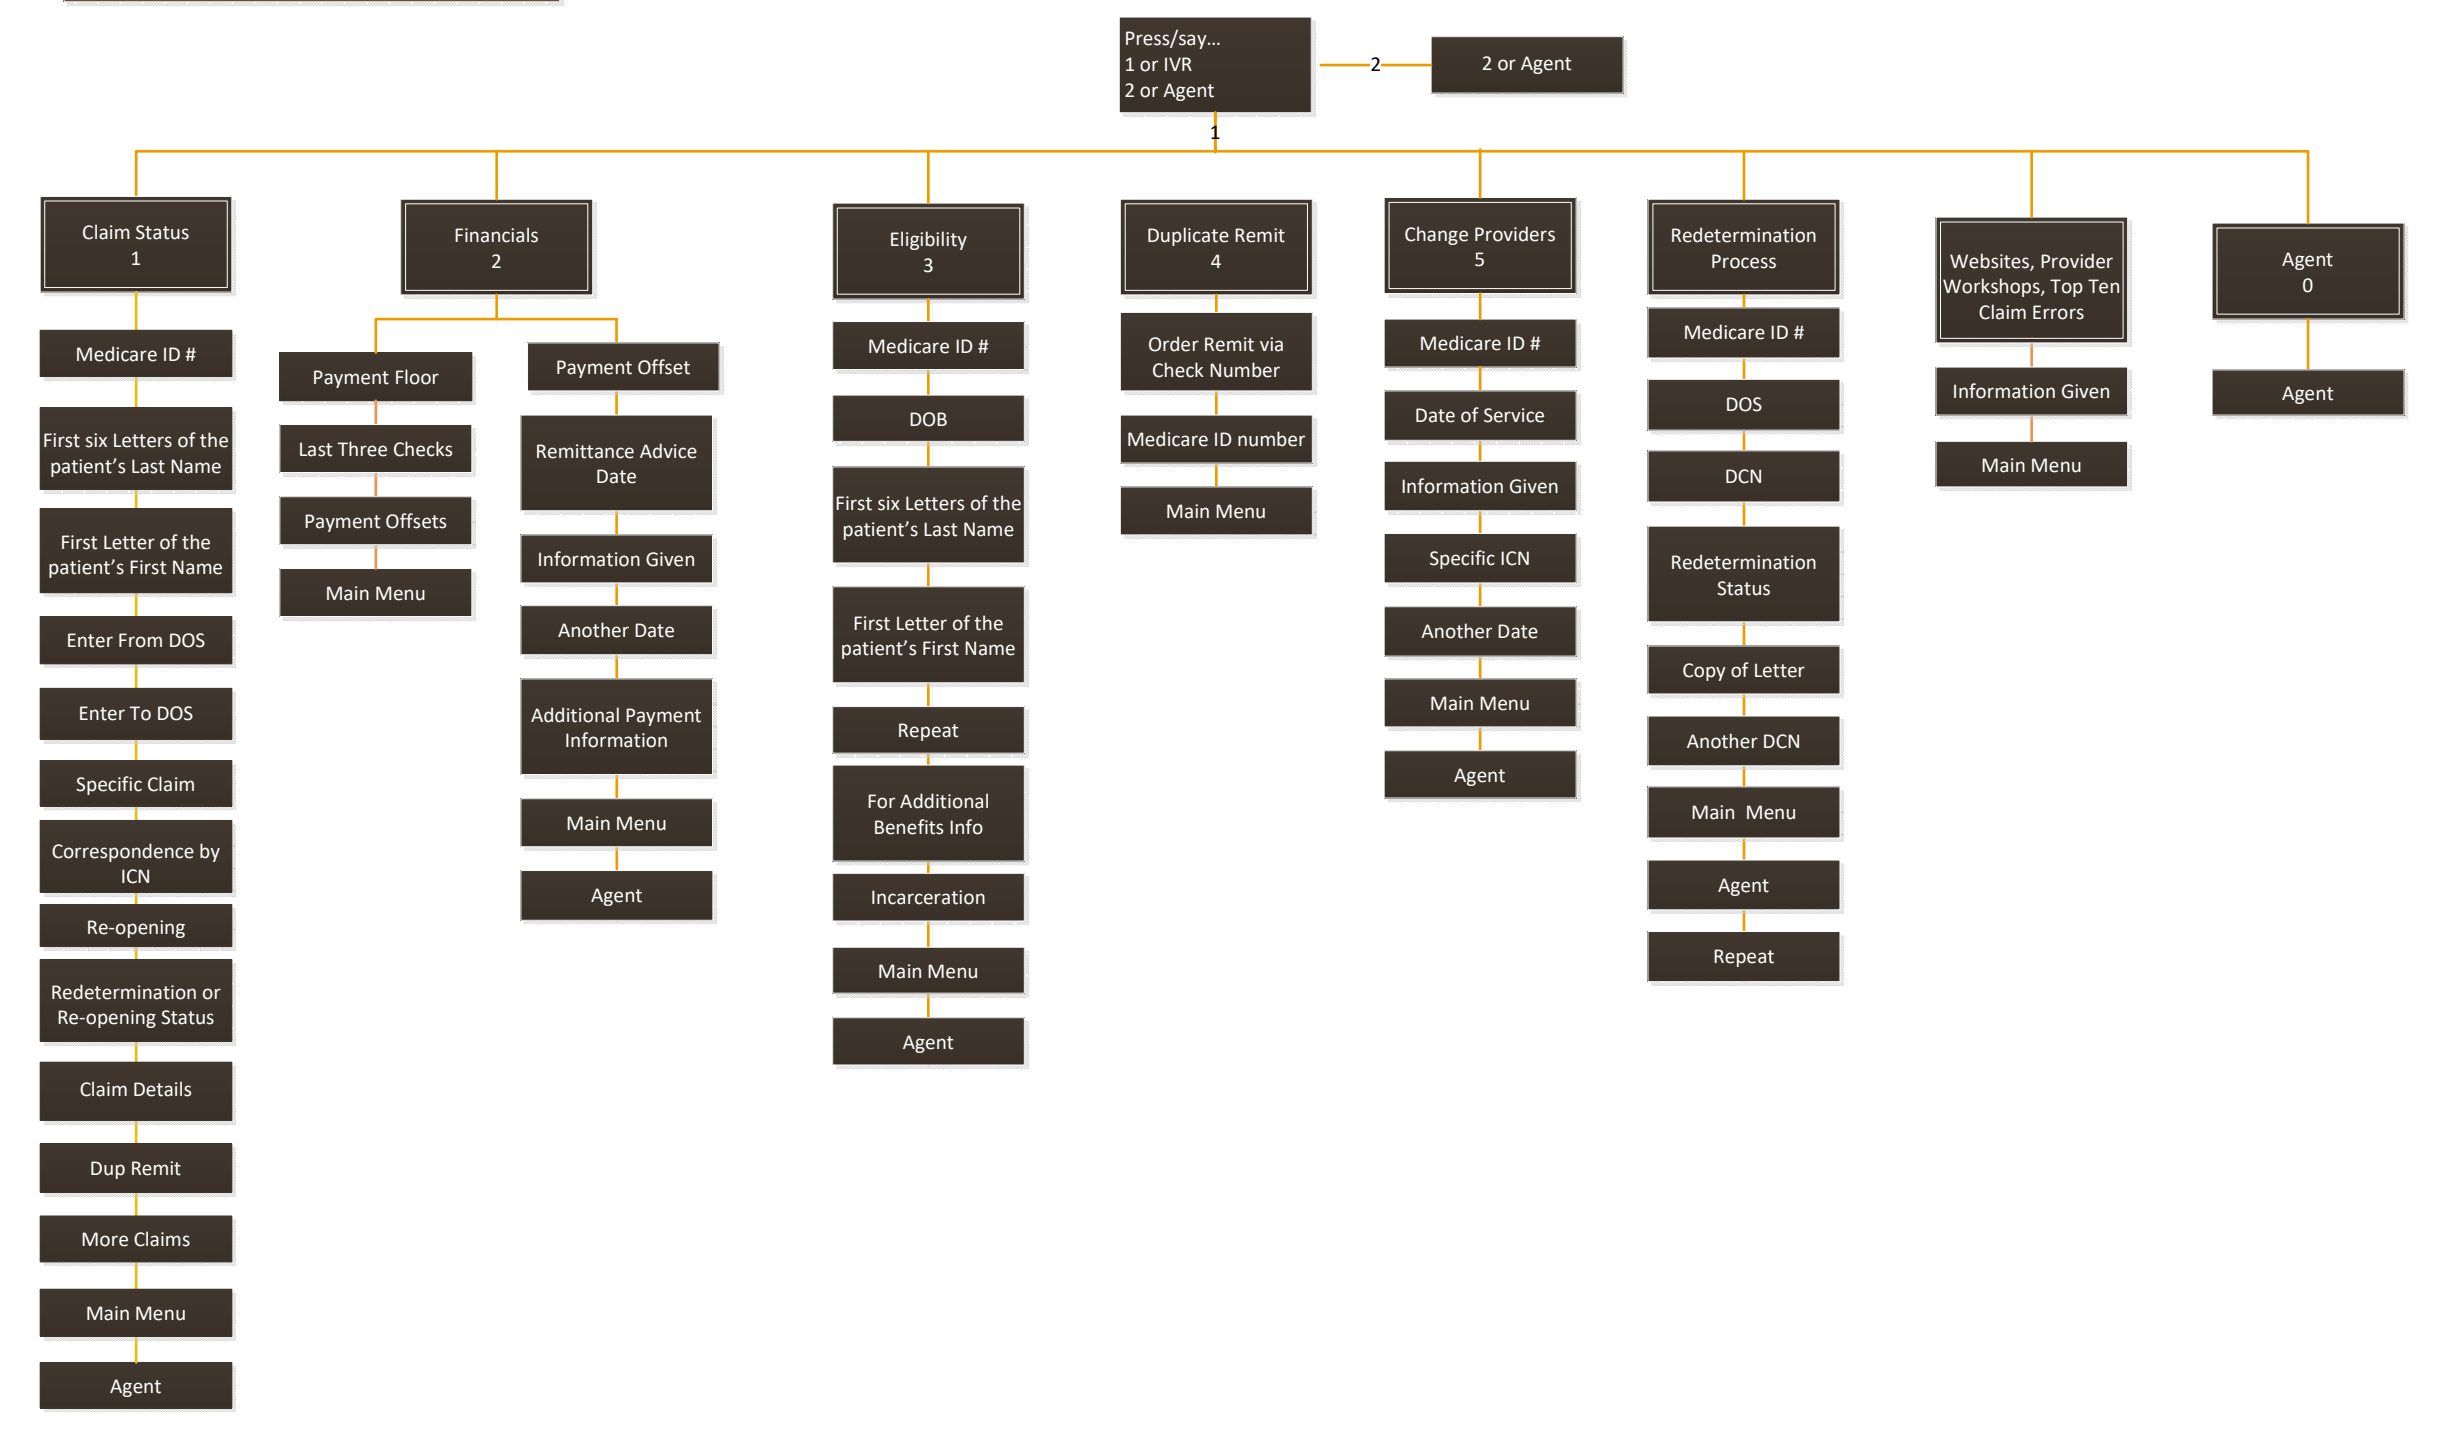 Press/say...
1 or IVR
2 or Agent
2
2 or Agent
1
Claim Status
1
Medicare ID #
First six Letters of the
patient’s Last Name
First Letter of the
patient’s First Name
Enter From DOS
Enter To DOS
Specific Claim
Correspondence by
ICN
Re-opening
Redetermination or
Re-opening Status
Claim Details
Dup Remit
More Claims
Main Menu
Agent
Financials
2
Payment Floor
Last Three Checks
Payment Offsets
Main Menu
Payment Offset
Remittance Advice
Date
Information Given
Another Date
Additional Payment
Information
Main Menu
Agent
Eligibility
3
Medicare ID #
DOB
First six Letters of the
patient’s Last Name
First Letter of the
patient’s First Name
Repeat
For Additional
Benefits Info
Incarceration
Main Menu
Agent
Duplicate Remit
4
Order Remit via
Check Number
Medicare ID number
Main Menu
Change Providers
5
Medicare ID #
Date of Service
Information Given
Specific ICN
Another Date
Main Menu
Agent
Redetermination
Process
Medicare ID #
DOS
DCN
Redetermination
Status
Copy of Letter
Another DCN
Main  Menu
Agent
Repeat
Websites, Provider
Workshops, Top Ten
Claim Errors
Information Given
Main Menu
Agent
0
Agent